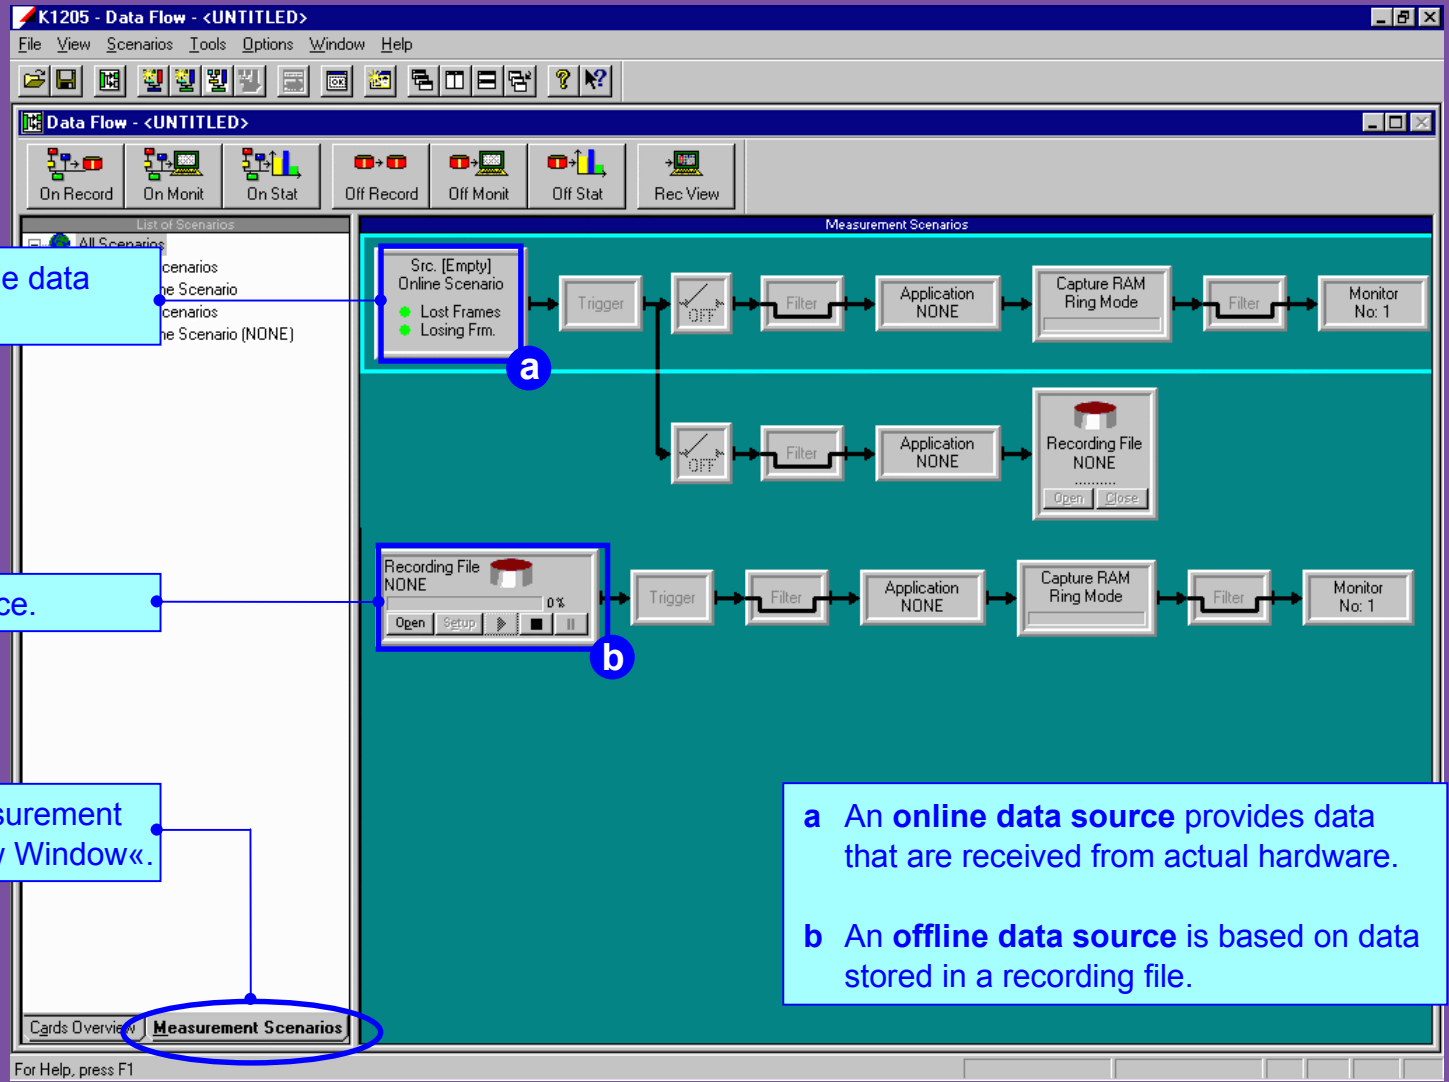 K1205 - Data Flow - <UNTITLED>
File View Scenarios Tools Options Window Help
Data Flow - <UNTITLED>
On Record On Monit On Stat Off Record Off Monit Off Stat Rec View
List of Scenarios
Measurement Scenarios
All Scenarios
cenarios
ne Scenario
cenarios
ne Scenario (NONE)
e data
ce.
surement
w Window«.
Src. [Empty]
Online Scenario
Lost Frames
Losing Frm.
a
Trigger
OFF
Filter
Application
NONE
Capture RAM
Ring Mode
Filter
Monitor
No: 1
OFF
Filter
Application
NONE
Recording File
NONE
..........
Open Close
Recording File
NONE
0%
Open Setup
b
Trigger
Filter
Application
NONE
Capture RAM
Ring Mode
Filter
Monitor
No: 1
a An online data source provides data
that are received from actual hardware.
b An offline data source is based on data
stored in a recording file.
Cards Overview Measurement Scenarios
For Help, press F1